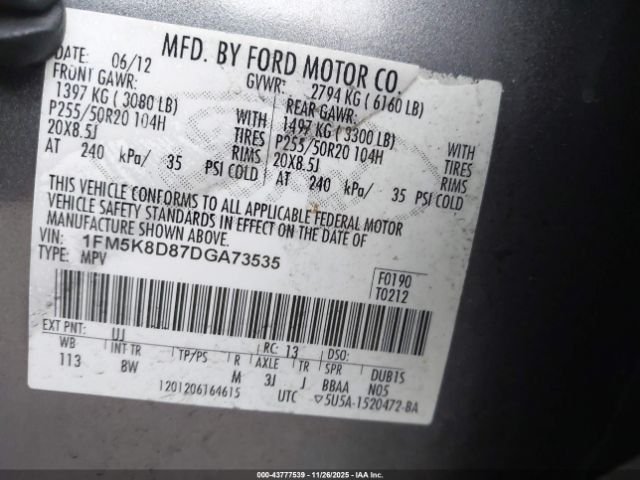 MFD. BY FORD MOTOR CO.
DATE: 06/12 GVWR: 2794 KG ( 6160 LB)
FRONT GAWR: REAR GAWR:
1397 KG ( 3080 LB) WITH 1497 KG ( 3300 LB) WITH
P255/50R20 104H TIRES P255/50R20 104H TIRES
20X8.5J RIMS 20X8.5J RIMS
AT 240 kPa/ 35 PSI COLD AT 240 kPa/ 35 PSI COLD
THIS VEHICLE CONFORMS TO ALL APPLICABLE FEDERAL MOTOR
VEHICLE SAFETY STANDARDS IN EFFECT ON THE DATE OF
MANUFACTURE SHOWN ABOVE.
VIN: 1FM5K8D87DGA73535
TYPE: MPV
F0190
T0212
EXT PNT: UJ RC: 13 DSO:
WB INT TR TP/PS R AXLE TR SPR DUB1S
113 BW M 3J J BBAA N05
1201206164615 UTC ▽5U5A-1520472-BA
000-43777539 | 11/26/2025 - IAA Inc.